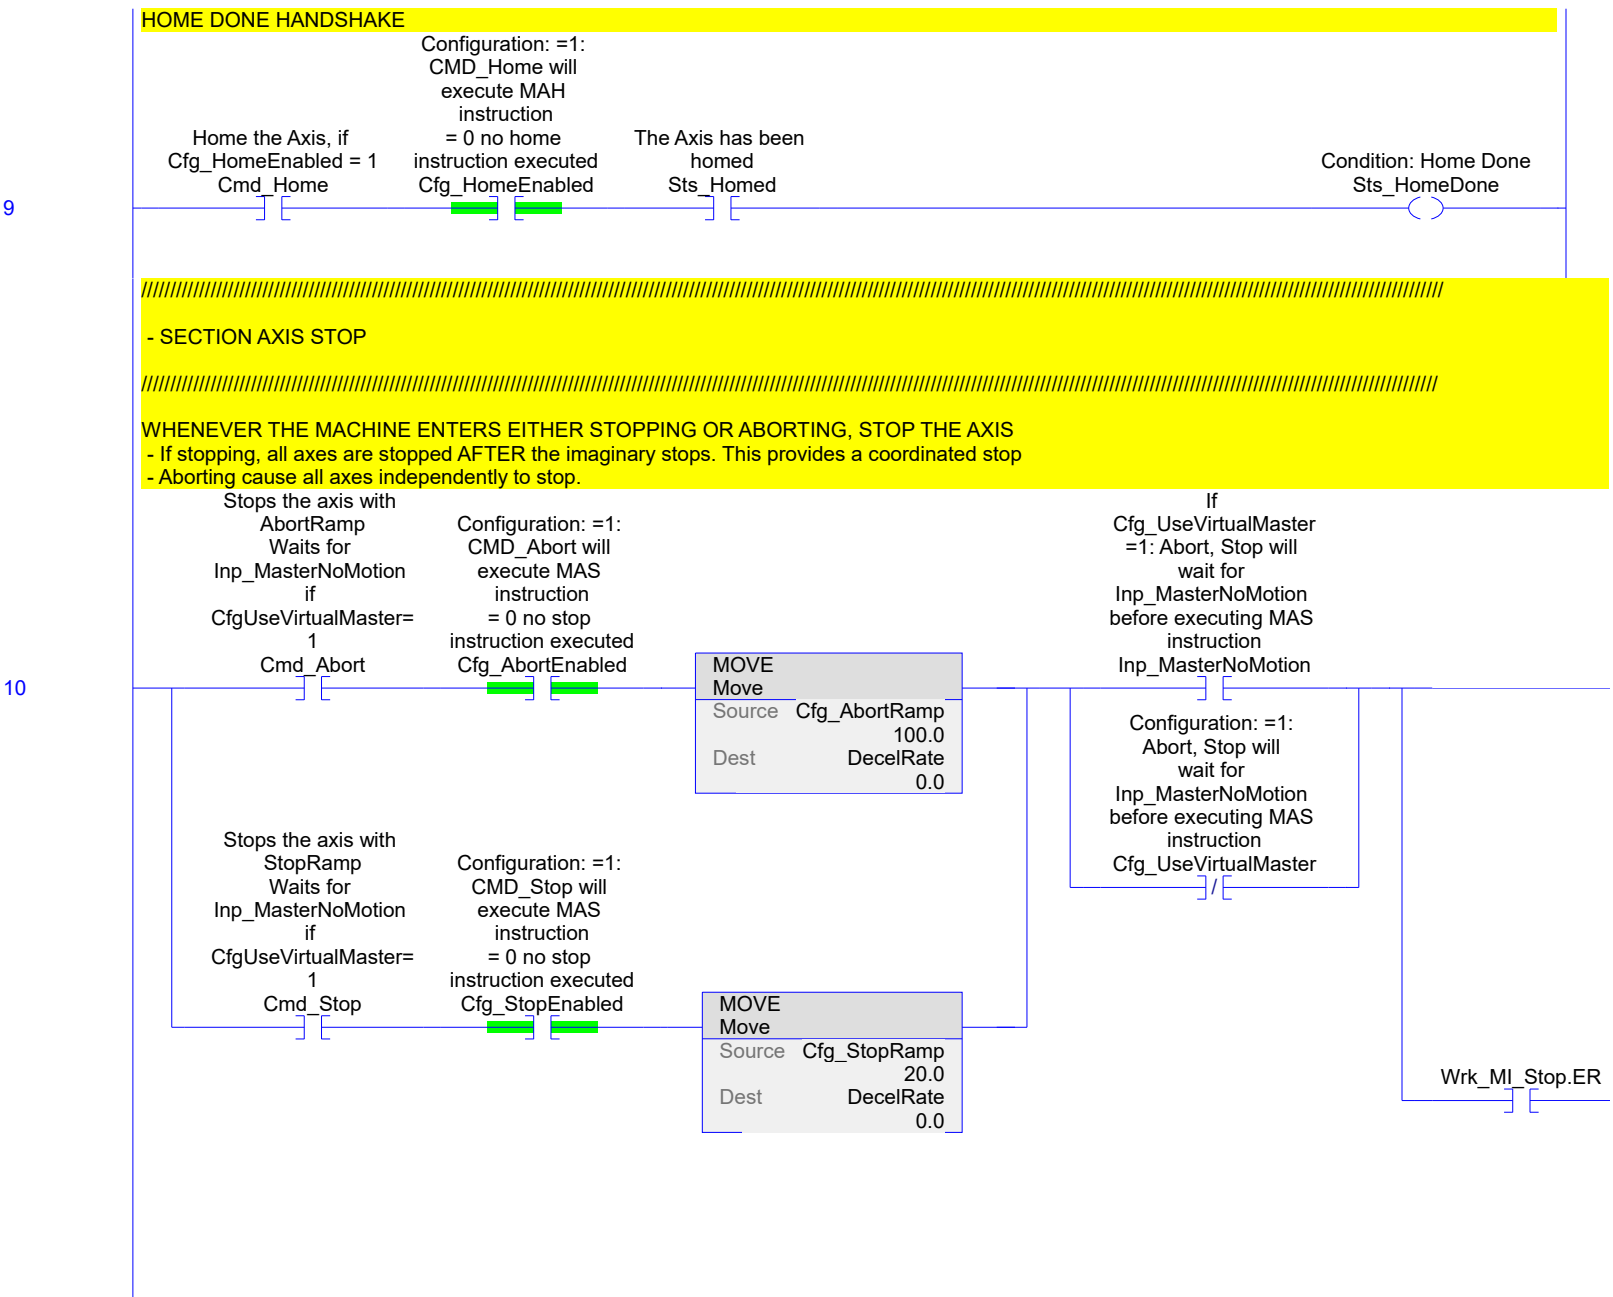 HOME DONE HANDSHAKE
Configuration: =1:
CMD_Home will
execute MAH
instruction
= 0 no home
instruction executed
Cfg_HomeEnabled
Home the Axis, if
Cfg_HomeEnabled = 1
Cmd_Home
The Axis has been
homed
Sts_Homed
Condition: Home Done
Sts_HomeDone
9
////////////////////////////////////////////////////////////////////////////////////////////////////////////////////////////////////////////////////////////////////////////////////////////////////////////////////////////////////
- SECTION AXIS STOP
///////////////////////////////////////////////////////////////////////////////////////////////////////////////////////////////////////////////////////////////////////////////////////////////////////////////////////////////////
WHENEVER THE MACHINE ENTERS EITHER STOPPING OR ABORTING, STOP THE AXIS
- If stopping, all axes are stopped AFTER the imaginary stops. This provides a coordinated stop
- Aborting cause all axes independently to stop.
Stops the axis with
AbortRamp
Waits for
Inp_MasterNoMotion
if
CfgUseVirtualMaster=
1
Cmd_Abort
Configuration: =1:
CMD_Abort will
execute MAS
instruction
= 0 no stop
instruction executed
Cfg_AbortEnabled
MOVE
Move
Source Cfg_AbortRamp
100.0
Dest DecelRate
0.0
If
Cfg_UseVirtualMaster
=1: Abort, Stop will
wait for
Inp_MasterNoMotion
before executing MAS
instruction
Inp_MasterNoMotion
10
Configuration: =1:
Abort, Stop will
wait for
Inp_MasterNoMotion
before executing MAS
instruction
Cfg_UseVirtualMaster
/
Stops the axis with
StopRamp
Waits for
Inp_MasterNoMotion
if
CfgUseVirtualMaster=
1
Cmd_Stop
Configuration: =1:
CMD_Stop will
execute MAS
instruction
= 0 no stop
instruction executed
Cfg_StopEnabled
MOVE
Move
Source Cfg_StopRamp
20.0
Dest DecelRate
0.0
Wrk_MI_Stop.ER